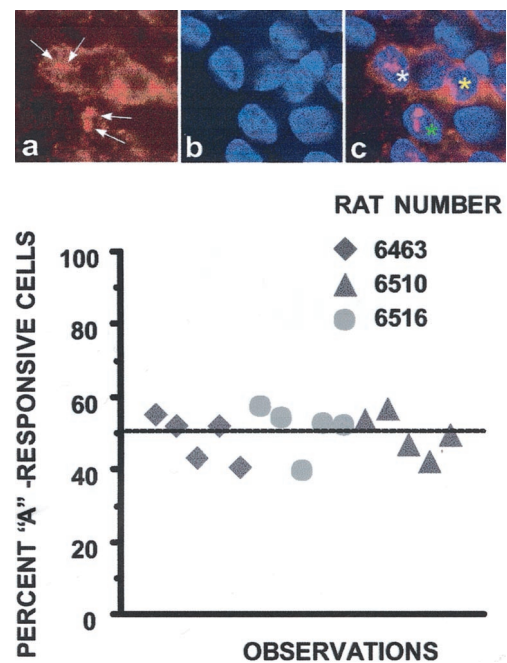 a b c
RAT NUMBER
6463
6510
6516
PERCENT "A" -RESPONSIVE CELLS
100
80
60
40
20
0
OBSERVATIONS